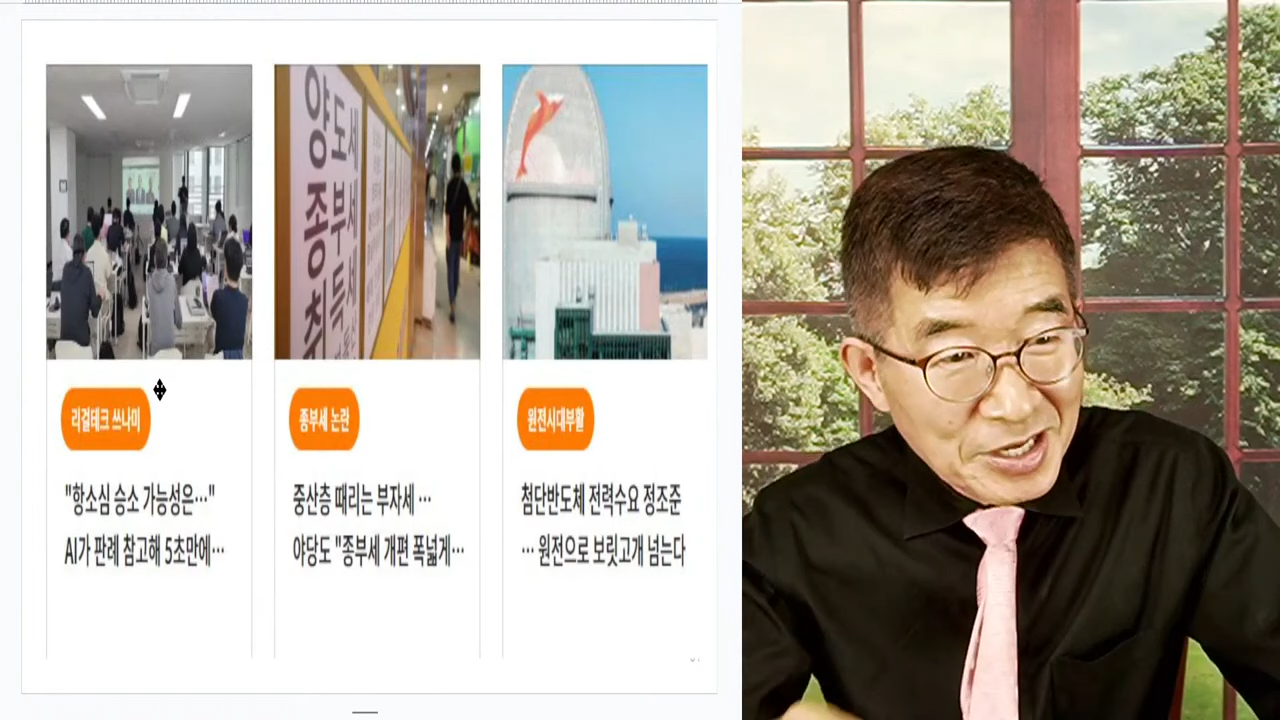 양도세
종부세
취득세
리걸테크 쓰나미
"항소심 승소 가능성은…"
AI가 판례 참고해 5초만에…
종부세 논란
중산층 때리는 부자세 …
야당도 "종부세 개편 폭넓게…
원전시대부활
첨단반도체 전력수요 정조준
… 원전으로 보릿고개 넘는다